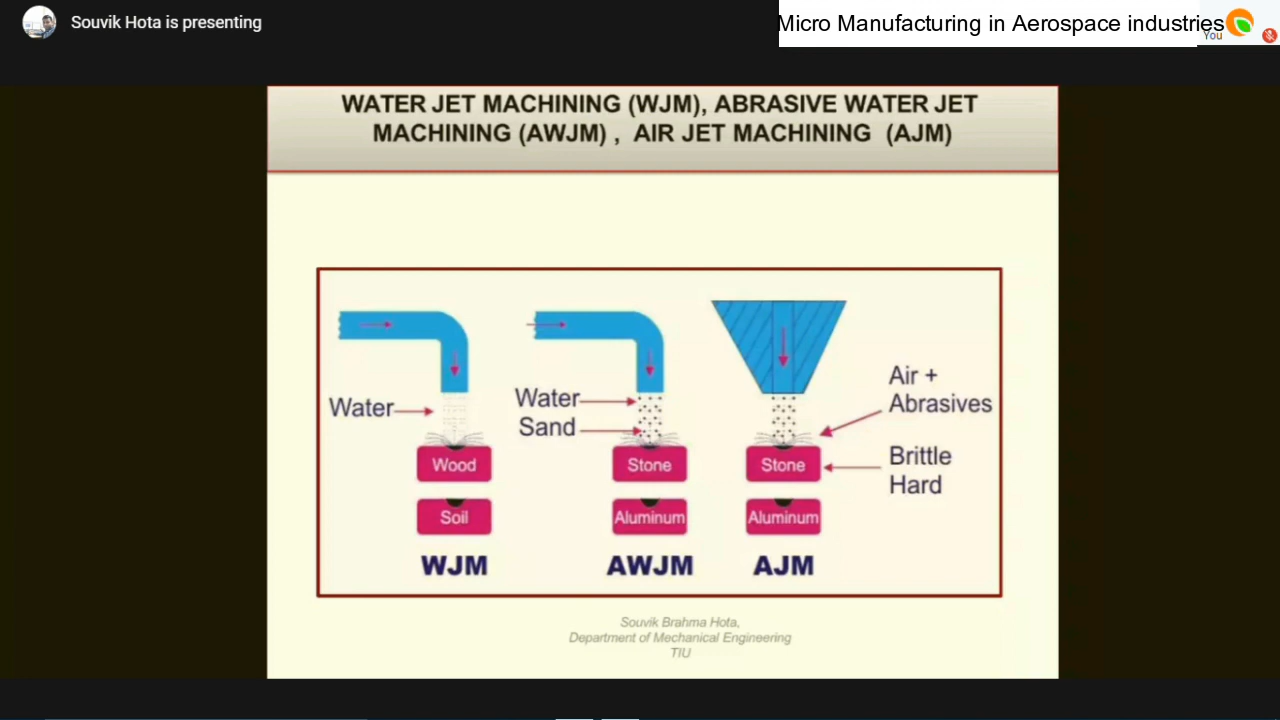 Souvik Hota is presenting
Micro Manufacturing in Aerospace industries
You
WATER JET MACHINING (WJM), ABRASIVE WATER JET
MACHINING (AWJM) , AIR JET MACHINING (AJM)
Water
Wood
Soil
WJM
Water
Sand
Stone
Aluminum
AWJM
Stone
Aluminum
AJM
Air +
Abrasives
Brittle
Hard
Souvik Brahma Hota,
Department of Mechanical Engineering
TIU